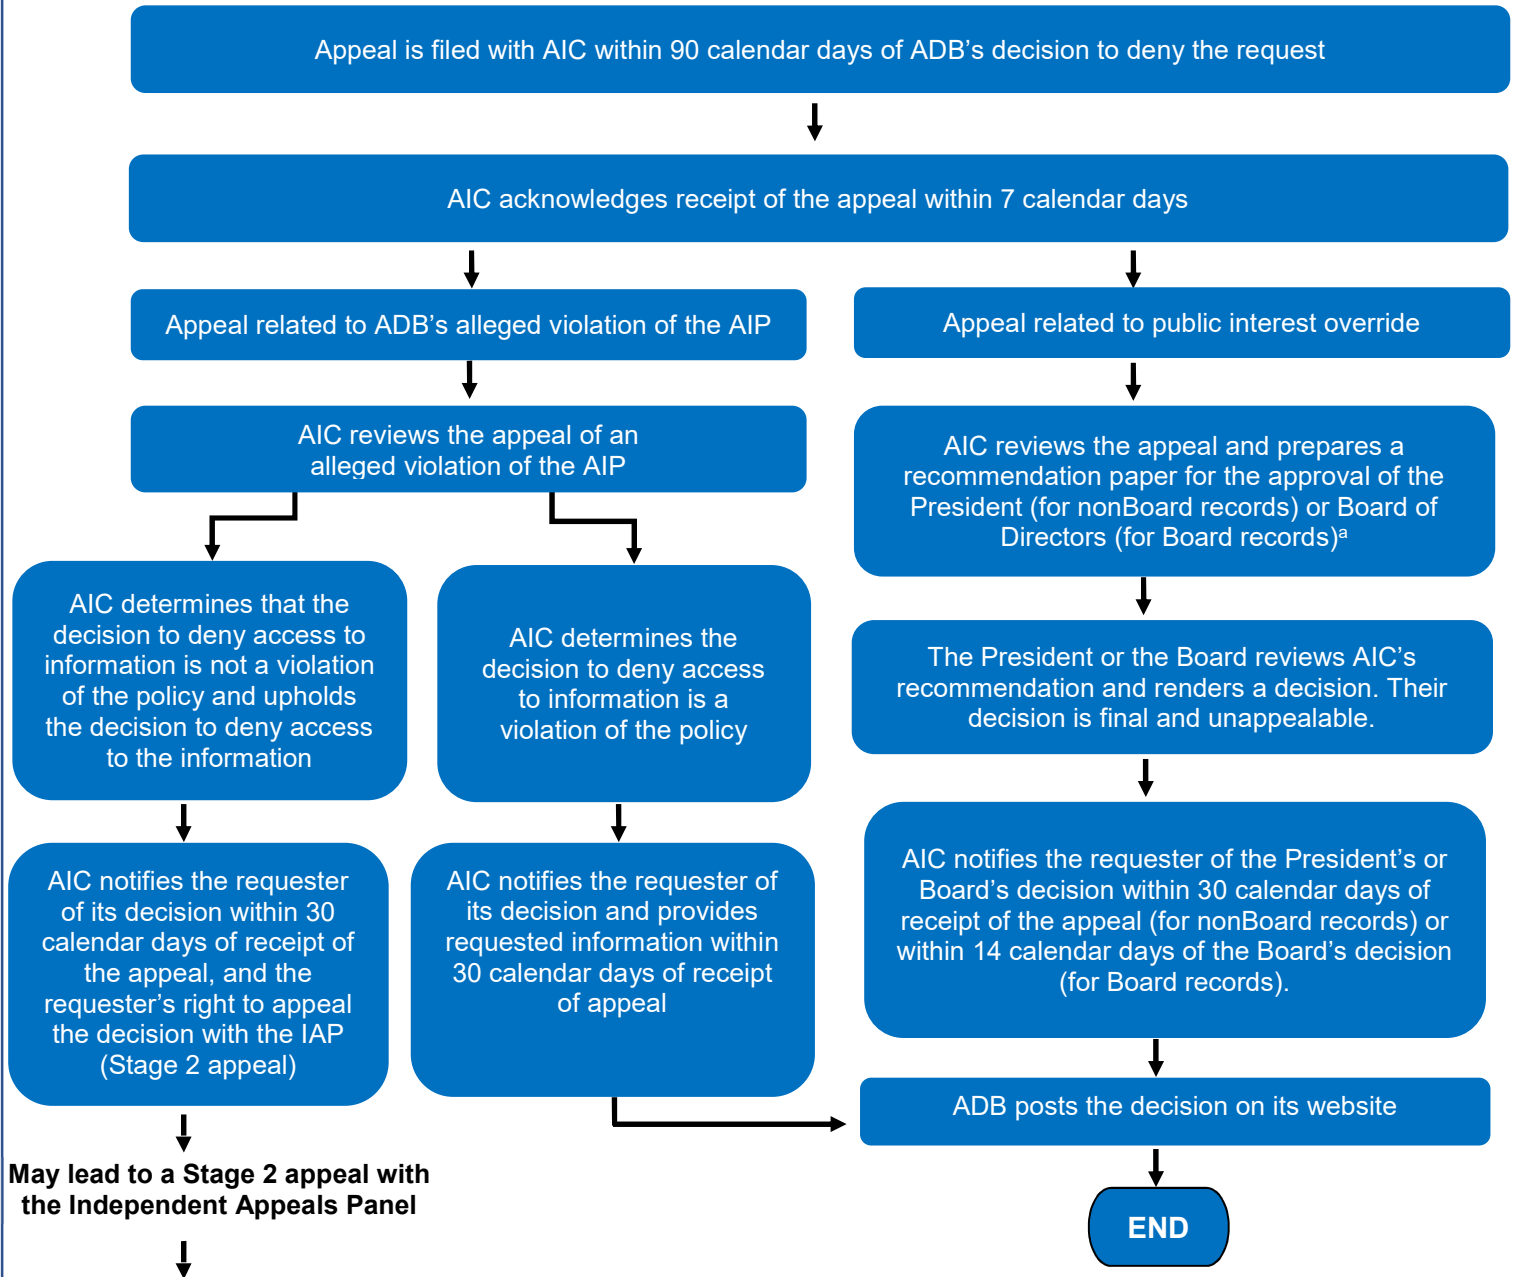 Appeal is filed with AIC within 90 calendar days of ADB’s decision to deny the request
AIC acknowledges receipt of the appeal within 7 calendar days
Appeal related to ADB’s alleged violation of the AIP
Appeal related to public interest override
AIC reviews the appeal of an
alleged violation of the AIP
AIC reviews the appeal and prepares a
recommendation paper for the approval of the
President (for nonBoard records) or Board of
Directors (for Board records)ᵃ
AIC determines that the
decision to deny access to
information is not a violation
of the policy and upholds
the decision to deny access
to the information
AIC determines the
decision to deny access
to information is a
violation of the policy
The President or the Board reviews AIC’s
recommendation and renders a decision. Their
decision is final and unappealable.
AIC notifies the requester
of its decision within 30
calendar days of receipt of
the appeal, and the
requester’s right to appeal
the decision with the IAP
(Stage 2 appeal)
AIC notifies the requester of
its decision and provides
requested information within
30 calendar days of receipt
of appeal
AIC notifies the requester of the President’s or
Board’s decision within 30 calendar days of
receipt of the appeal (for nonBoard records) or
within 14 calendar days of the Board’s decision
(for Board records).
ADB posts the decision on its website
May lead to a Stage 2 appeal with
the Independent Appeals Panel
END